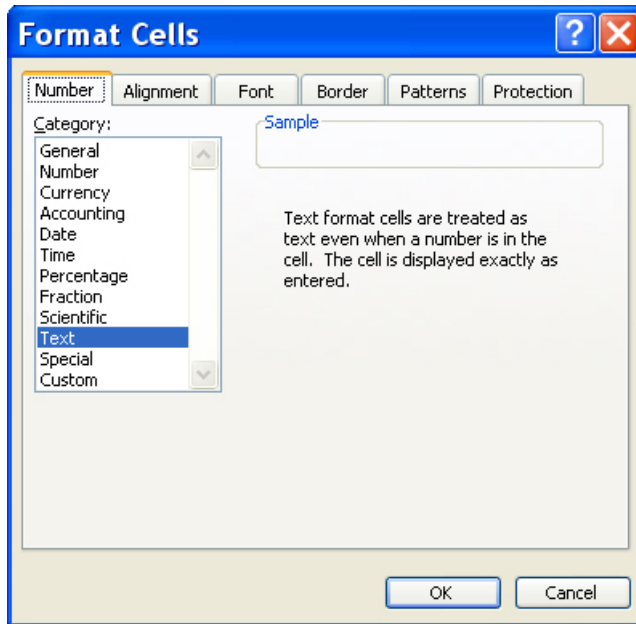 Format Cells
?
Number Alignment Font Border Patterns Protection
Category:
General
Number
Currency
Accounting
Date
Time
Percentage
Fraction
Scientific
Text
Special
Custom
Sample
Text format cells are treated as
text even when a number is in the
cell. The cell is displayed exactly as
entered.
OK Cancel